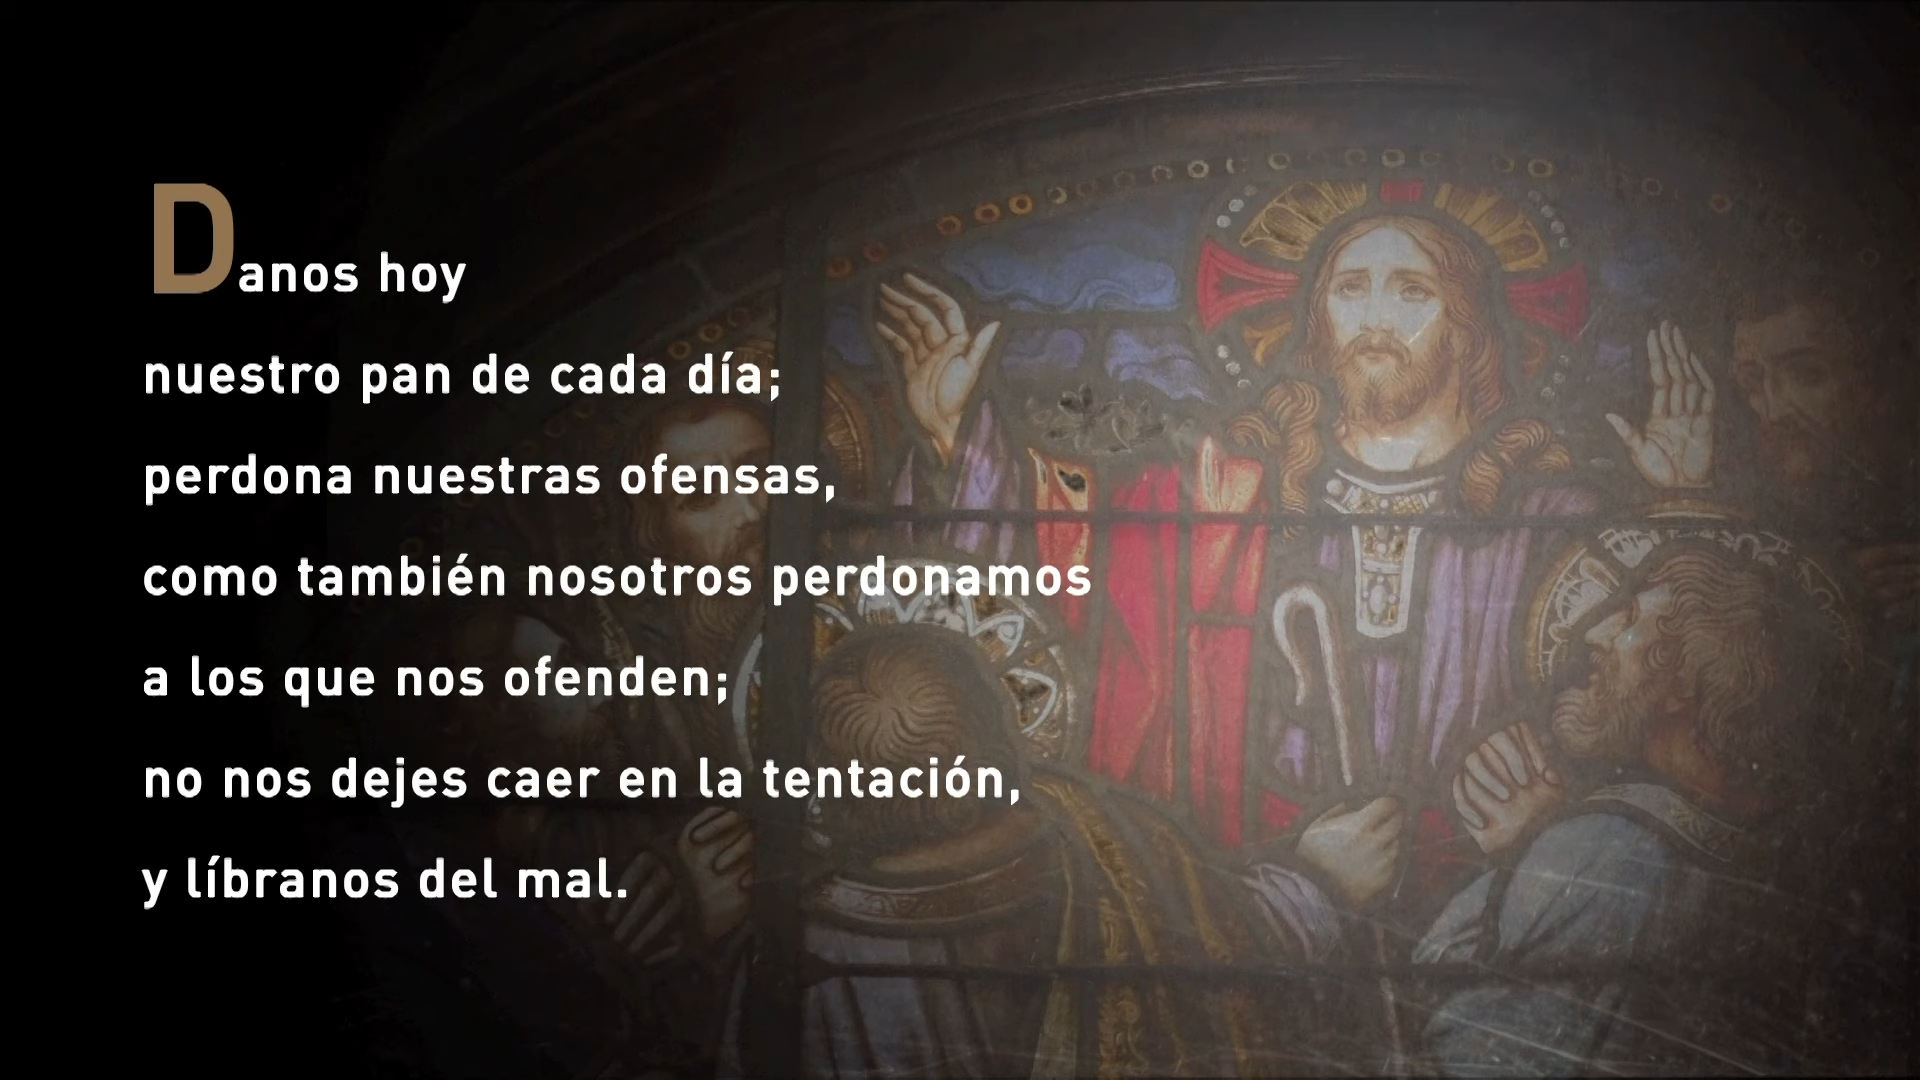 Danos hoy
nuestro pan de cada día;
perdona nuestras ofensas,
como también nosotros perdonamos
a los que nos ofenden;
no nos dejes caer en la tentación,
y líbranos del mal.